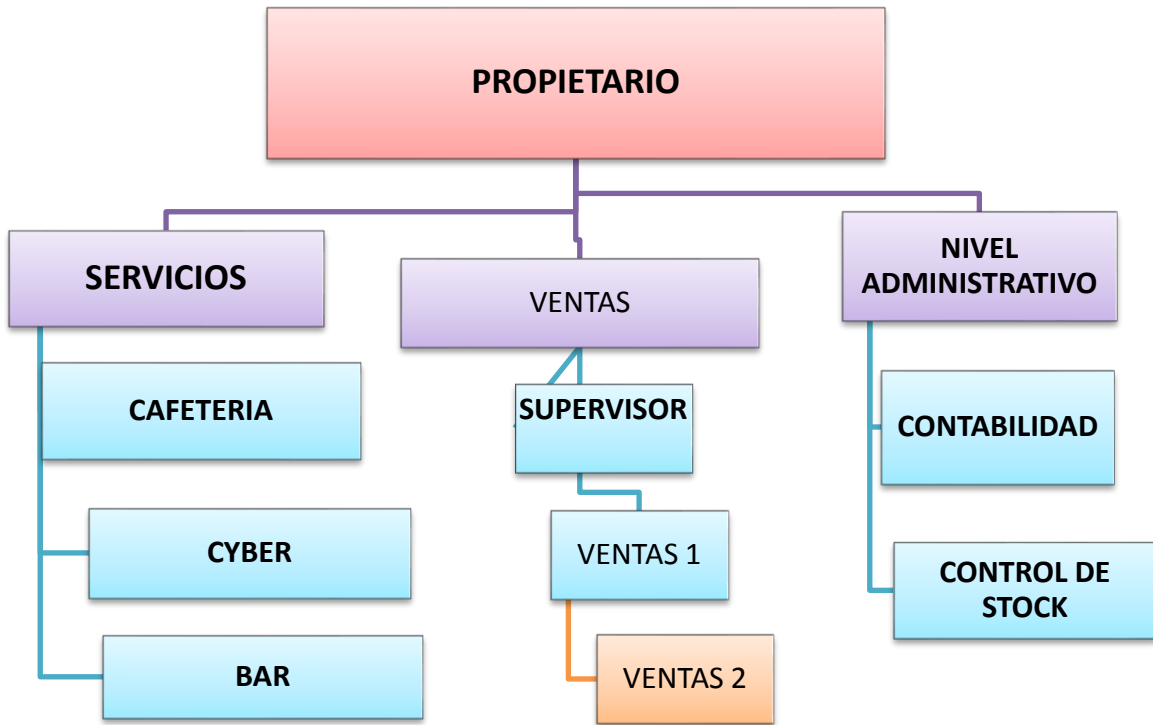 PROPIETARIO
SERVICIOS
CAFETERIA
CYBER
BAR
VENTAS
SUPERVISOR
VENTAS 1
VENTAS 2
NIVEL
ADMINISTRATIVO
CONTABILIDAD
CONTROL DE
STOCK